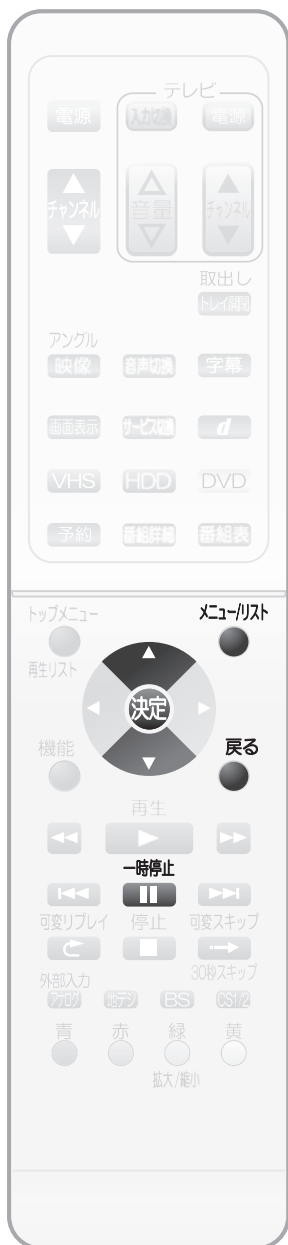 テレビ
電源 入力切換 電源
チャンネル 音量 チャンネル
取出し
トレイ開閉
アングル
映像 音声切換 字幕
画面表示 サービス切換 d
VHS HDD DVD
予約 番組詳細 番組表
トップメニュー メニュー/リスト
再生リスト
決定
機能 戻る
再生
一時停止
可変リプレイ 停止 可変スキップ
外部入力 30秒スキップ
アナログ 地デジ BS CS1/2
青 赤 緑 黄
拡大/縮小